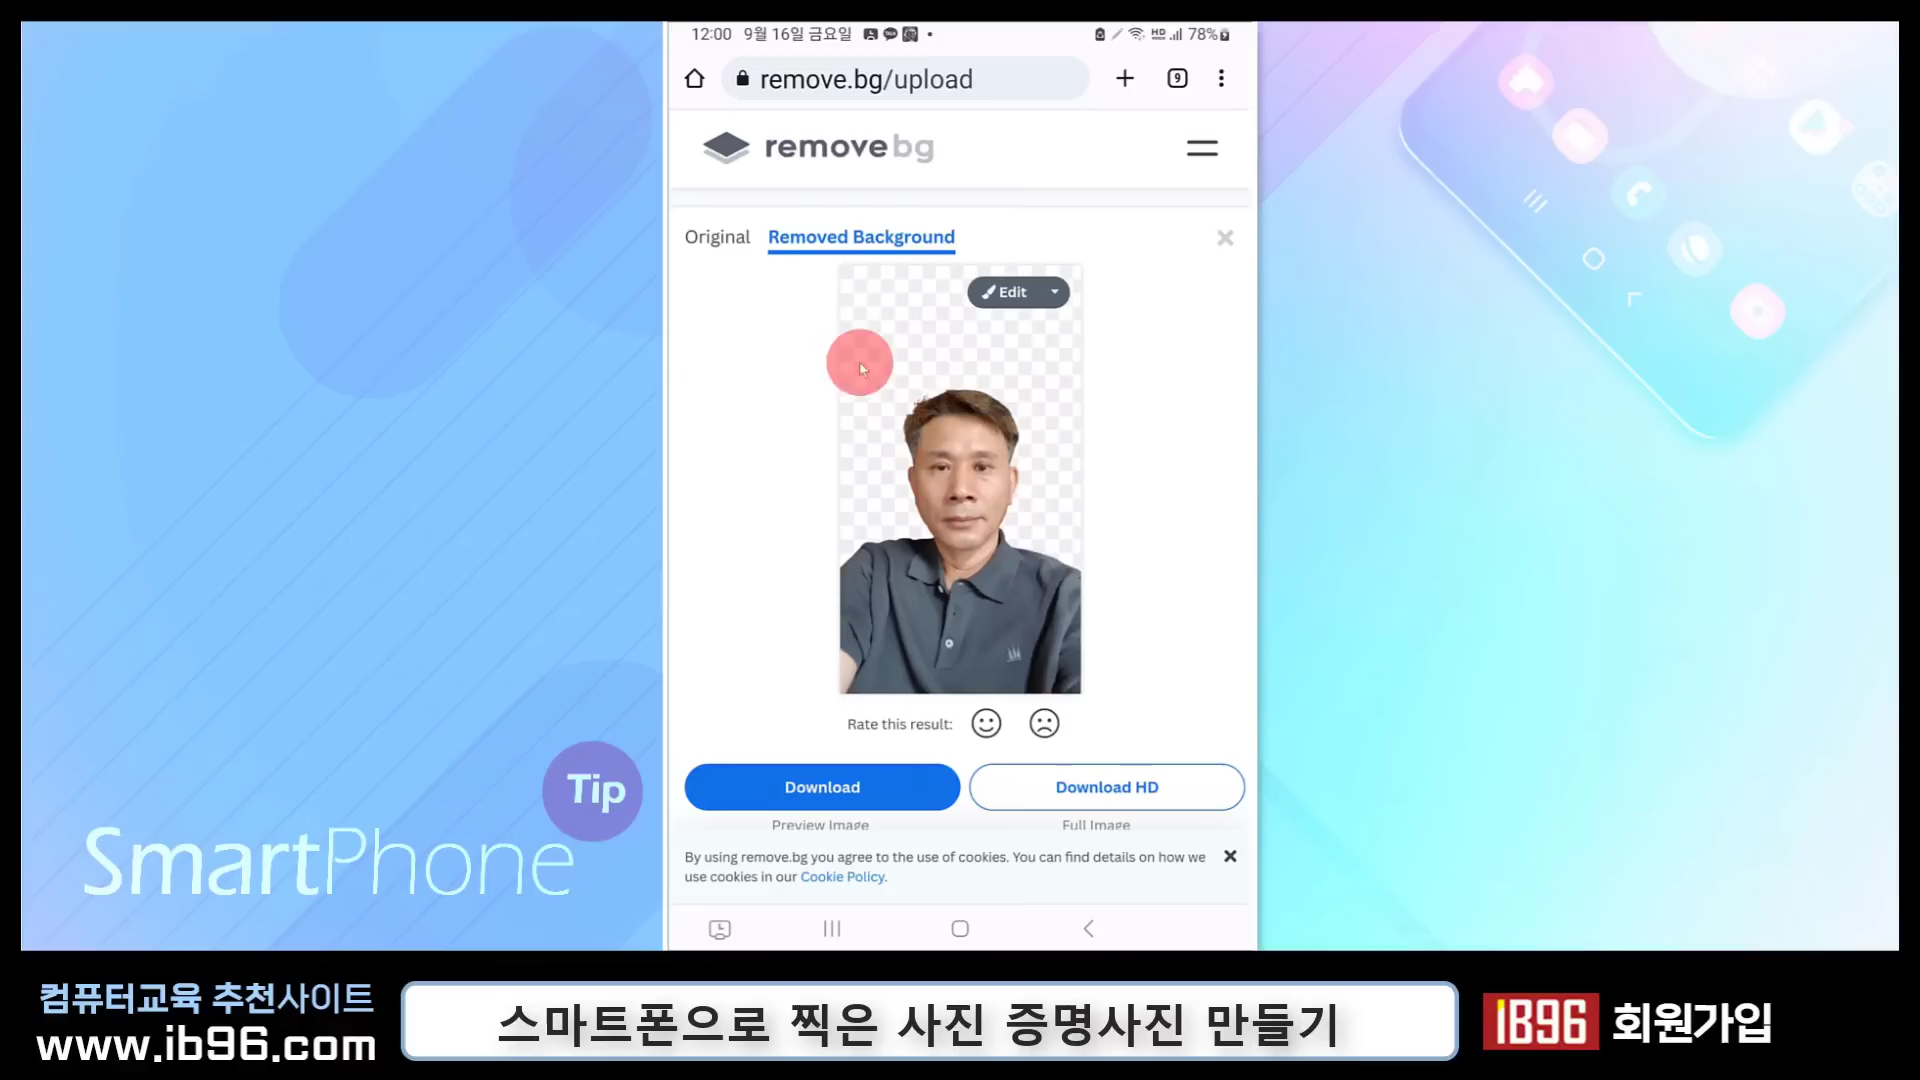 12:00 9월 16일 금요일
HD 78%
remove.bg/upload
9
removebg
Original Removed Background
Edit
Rate this result:
Download Download HD
Preview Image Full Image
By using remove.bg you agree to the use of cookies. You can find details on how we
use cookies in our Cookie Policy.
Tip
SmartPhone
컴퓨터교육 추천사이트
www.ib96.com
스마트폰으로 찍은 사진 증명사진 만들기
IB96 회원가입